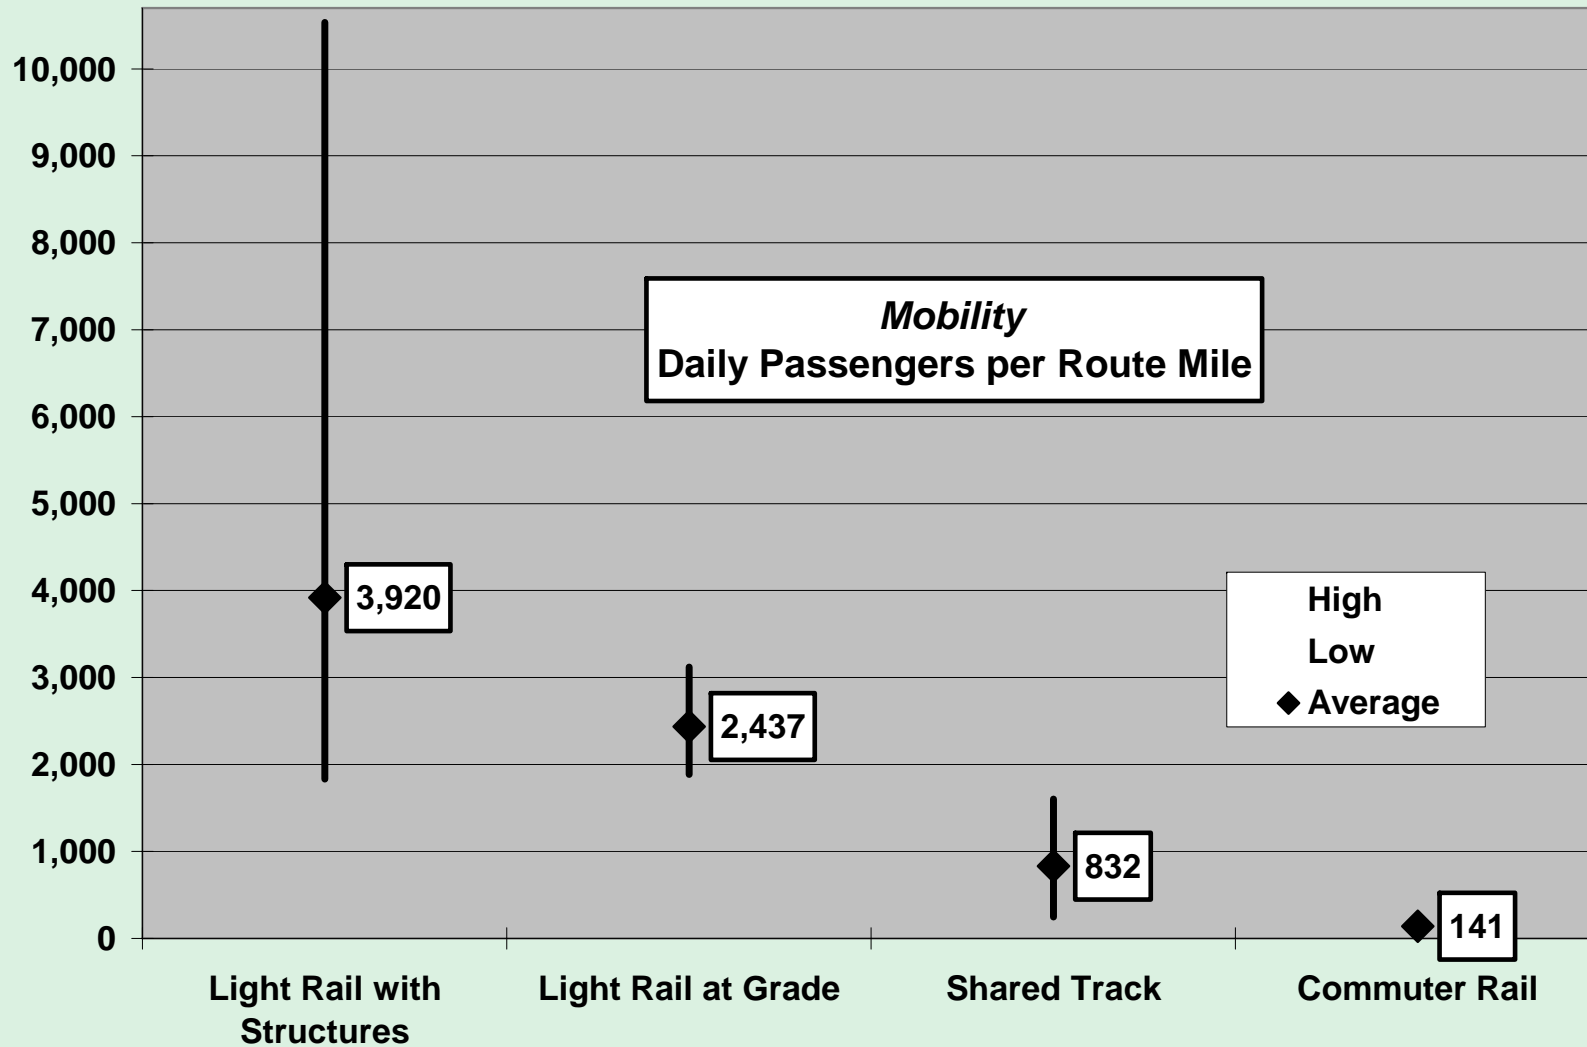 10,000
9,000
8,000
7,000
6,000
5,000
4,000
3,000
2,000
1,000
0
Mobility
Daily Passengers per Route Mile
3,920
2,437
832
141
High
Low
Average
Light Rail with
Structures
Light Rail at Grade
Shared Track
Commuter Rail